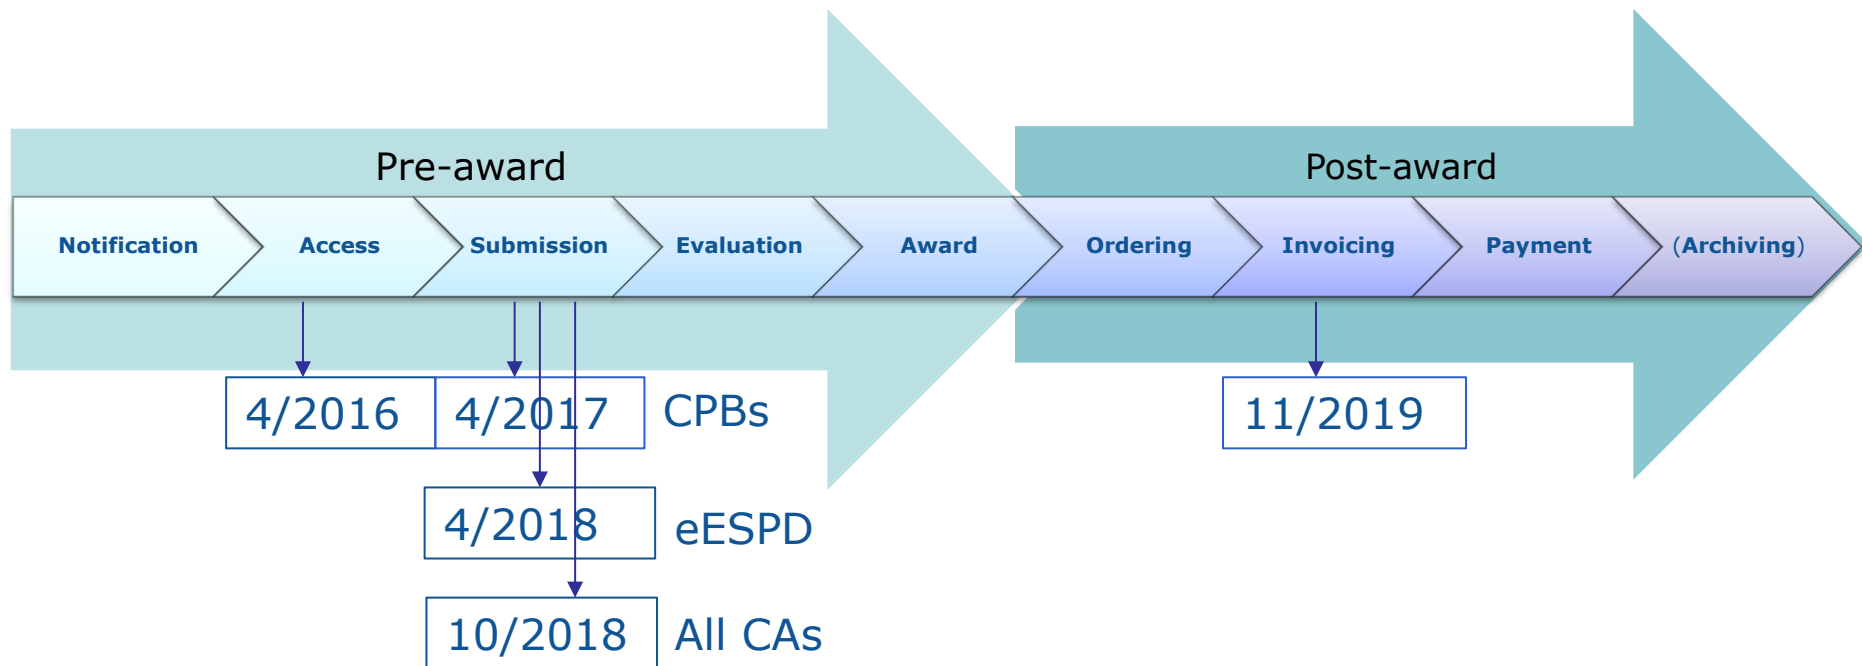 Pre-award
Post-award
Notification
Access
Submission
Evaluation
Award
Ordering
Invoicing
Payment
(Archiving)
4/2016
4/2017
CPBs
11/2019
4/2018
eESPD
10/2018
All CAs